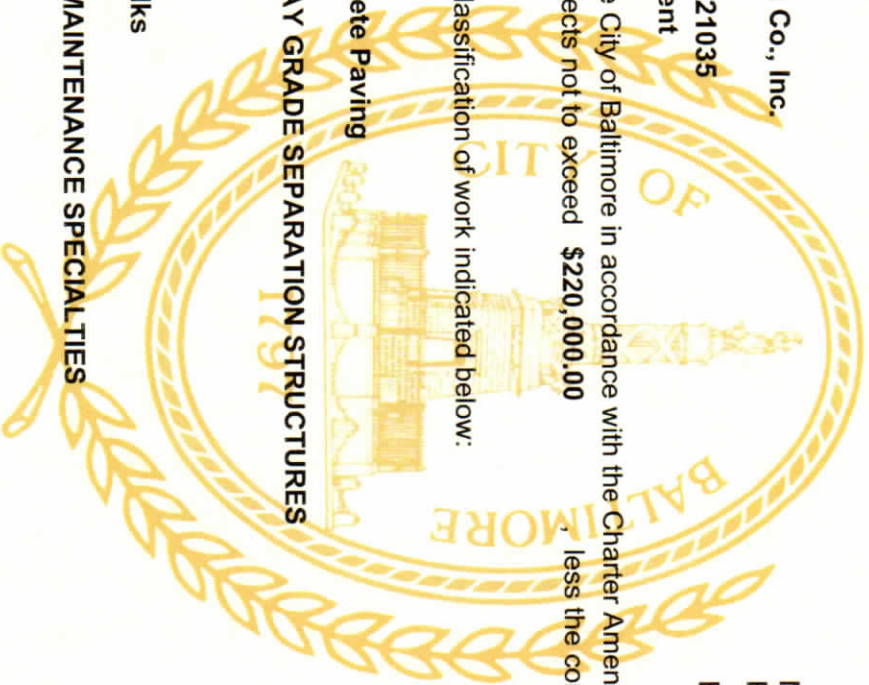 Co., Inc.
21035
ent
e City of Baltimore in accordance with the Charter Amen
ects not to exceed $220,000.00 , less the co
lassification of work indicated below:
ete Paving
AY GRADE SEPARATION STRUCTURES
lks
MAINTENANCE SPECIALTIES
CITY OF
BALTIMORE
1797